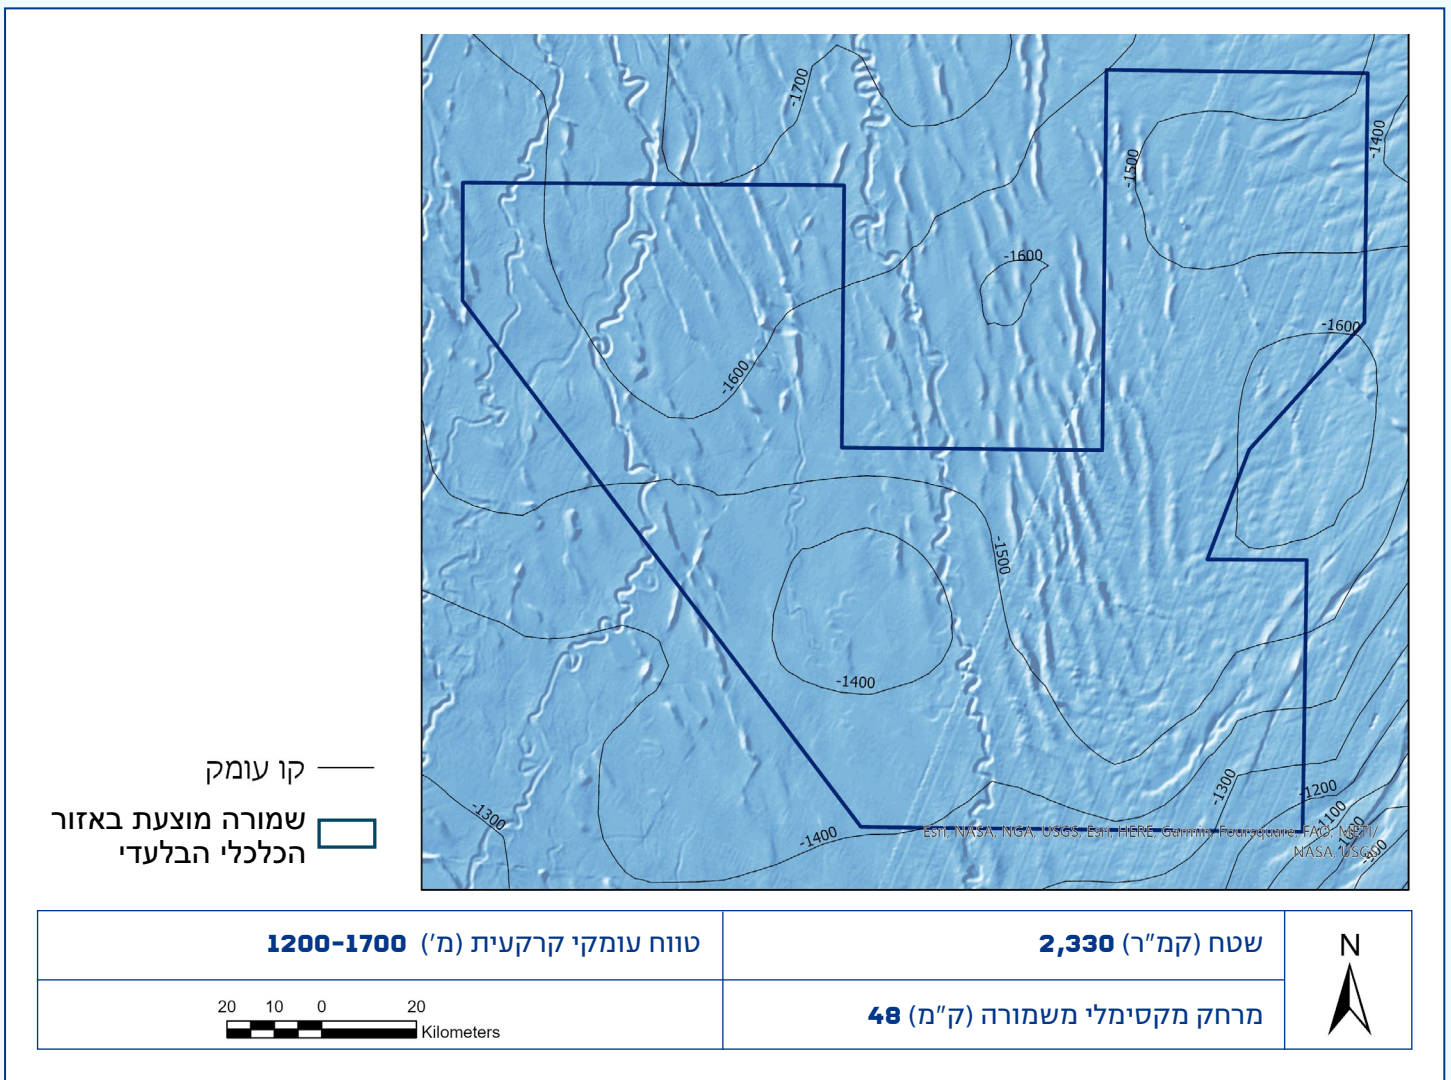 -1700
-1400
-1500
-1600
-1600
-1600
-1500
-1400
קו עומק
שמורה מוצעת באזור
הכלכלי הבלעדי
-1300
-1400
-1300
-1200
-1100
-900
Esri, NASA, NGA, USGS, Esri, HERE, Garmin, Foursquare, FAO, METI/
NASA, USGS
N
שטח (קמ"ר) 2,330
טווח עומקי קרקעית (מ') 1200-1700
מרחק מקסימלי משמורה (ק"מ) 48
20 10 0 20
Kilometers